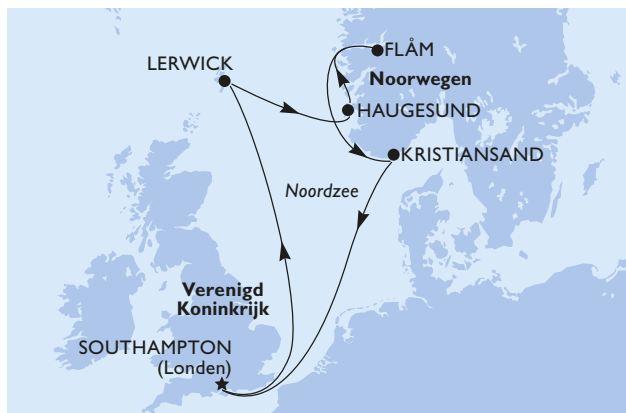 FLÅM
LERWICK
Noorwegen
HAUGESUND
KRISTIANSAND
Noordzee
Verenigd
Koninkrijk
SOUTHAMPTON
(Londen)